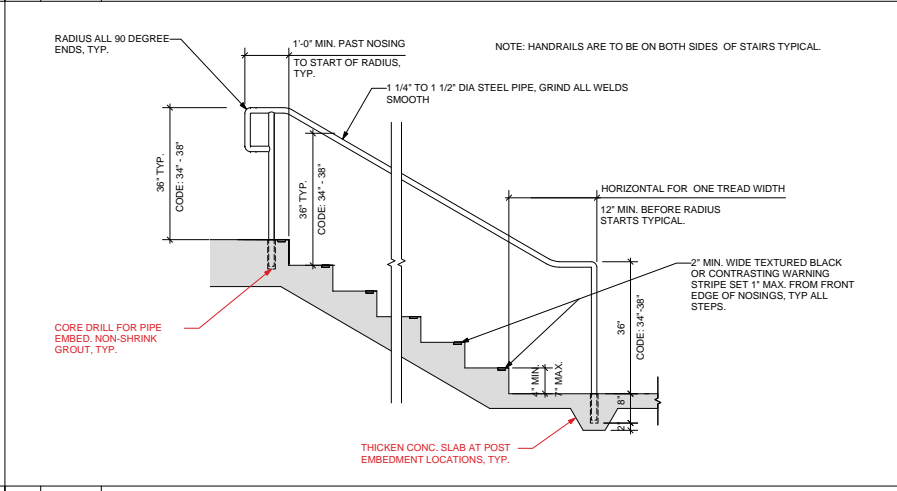 RADIUS ALL 90 DEGREE
ENDS, TYP.
1'-0" MIN. PAST NOSING
TO START OF RADIUS,
TYP.
NOTE: HANDRAILS ARE TO BE ON BOTH SIDES OF STAIRS TYPICAL.
1 1/4" TO 1 1/2" DIA STEEL PIPE, GRIND ALL WELDS
SMOOTH
36" TYP.
CODE: 34" - 38"
36" TYP.
CODE: 34" - 38"
HORIZONTAL FOR ONE TREAD WIDTH
12" MIN. BEFORE RADIUS
STARTS TYPICAL.
2" MIN. WIDE TEXTURED BLACK
OR CONTRASTING WARNING
STRIPE SET 1" MAX. FROM FRONT
EDGE OF NOSINGS, TYP ALL
STEPS.
36"
CODE: 34"-38"
CORE DRILL FOR PIPE
EMBED. NON-SHRINK
GROUT, TYP.
4" MIN.
7" MAX.
8"
2"
THICKEN CONC. SLAB AT POST
EMBEDMENT LOCATIONS, TYP.